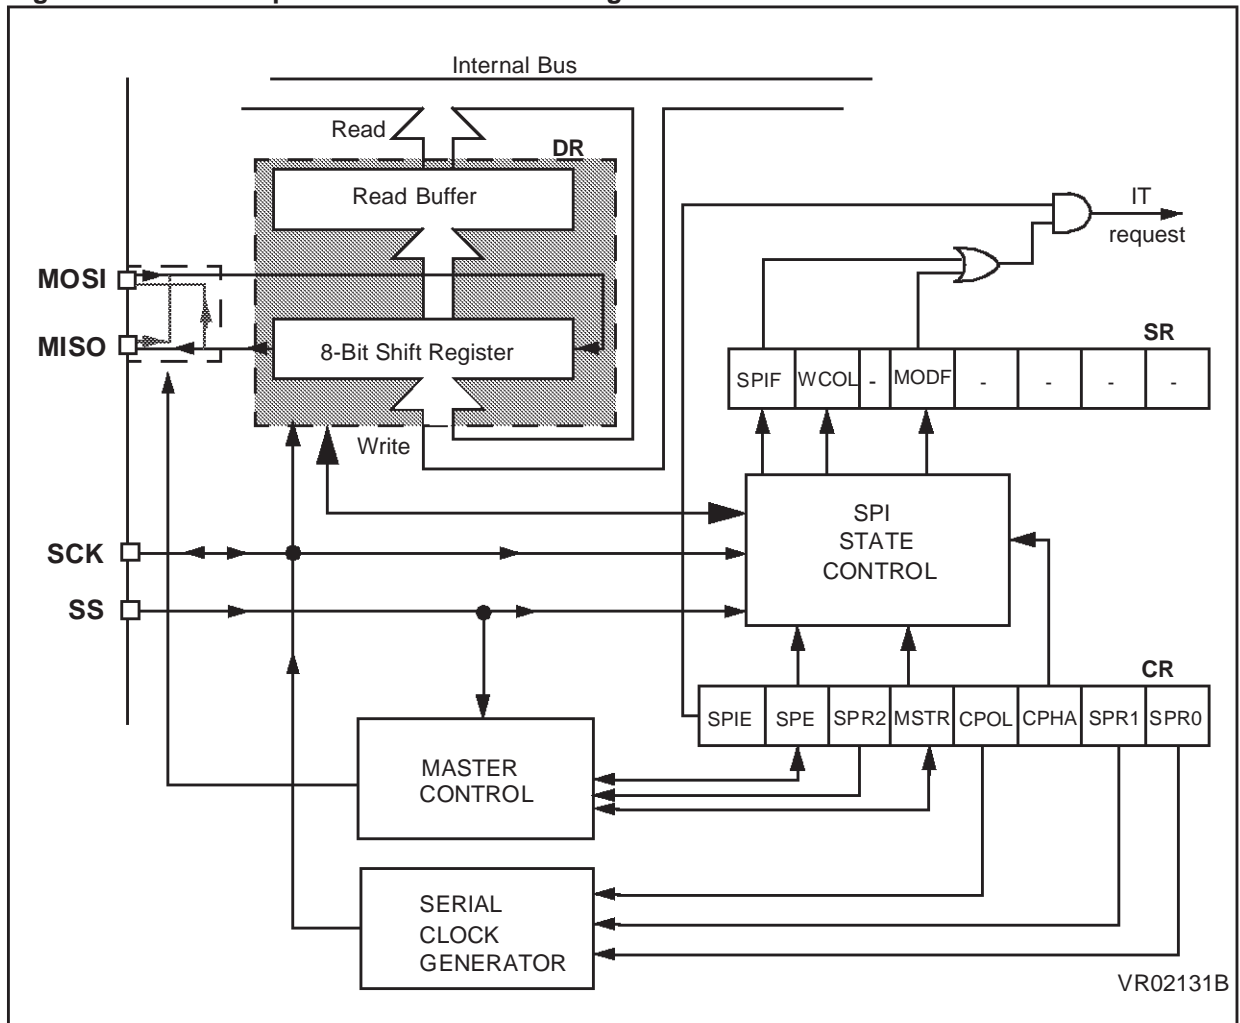 Internal Bus
Read
DR
Read Buffer
IT
request
MOSI
MISO
8-Bit Shift Register
SR
SPIF WCOL - MODF - - - -
Write
SPI
STATE
CONTROL
SCK
SS
CR
SPIE SPE SPR2 MSTR CPOL CPHA SPR1 SPR0
MASTER
CONTROL
SERIAL
CLOCK
GENERATOR
VR02131B